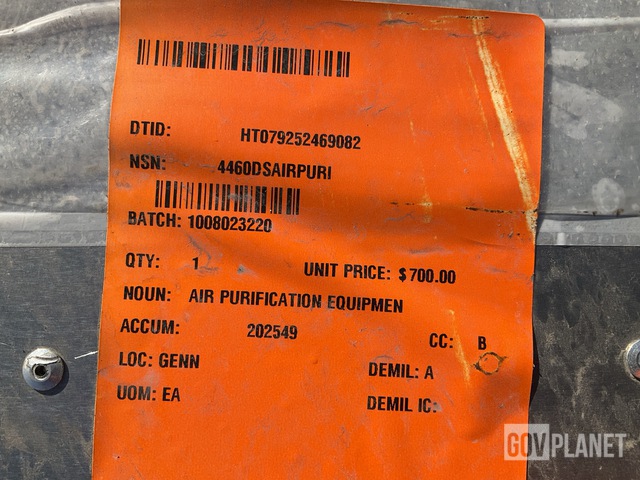 DTID: HT079252469082
NSN: 4460DSAIRPURI
BATCH: 1008023220
QTY: 1 UNIT PRICE: $700.00
NOUN: AIR PURIFICATION EQUIPMEN
ACCUM: 202549
CC: B
LOC: GENN
DEMIL: A
UOM: EA
DEMIL IC:
GOVPLANET